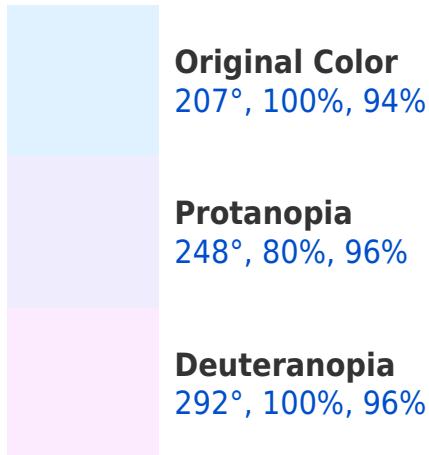 Original Color
207°, 100%, 94%
Protanopia
248°, 80%, 96%
Deuteranopia
292°, 100%, 96%